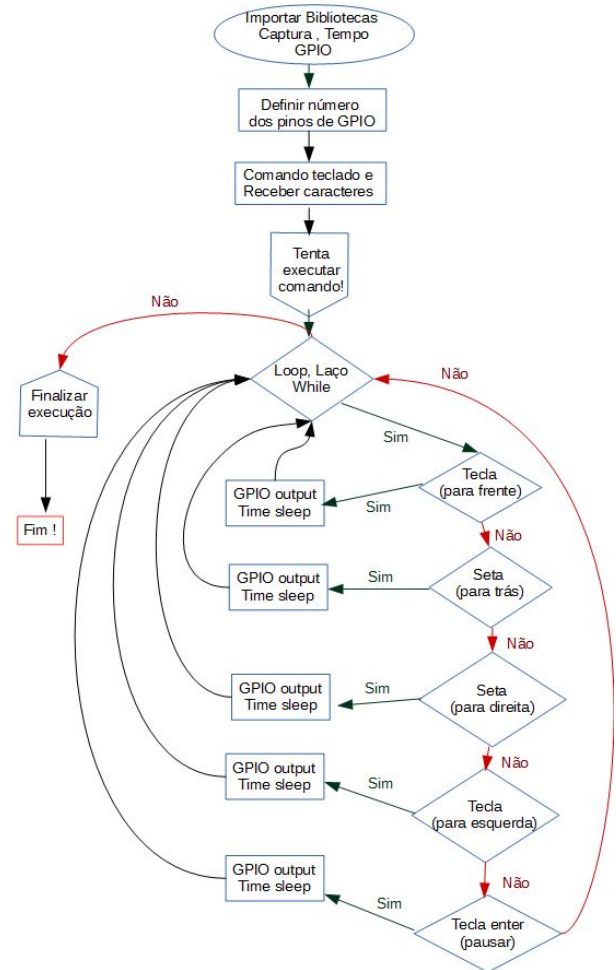 Importar Bibliotecas
Captura , Tempo
GPIO
Definir número
dos pinos de GPIO
Comando teclado e
Receber caracteres
Tenta
executar
comando!
Não
Loop, Laço
While
Não
Finalizar
execução
Fim !
Sim
Tecla
(para frente)
Sim
GPIO output
Time sleep
Não
Seta
(para trás)
Sim
GPIO output
Time sleep
Não
Seta
(para direita)
Sim
GPIO output
Time sleep
Não
Tecla
(para esquerda)
Sim
GPIO output
Time sleep
Não
Tecla enter
(pausar)
Sim
GPIO output
Time sleep